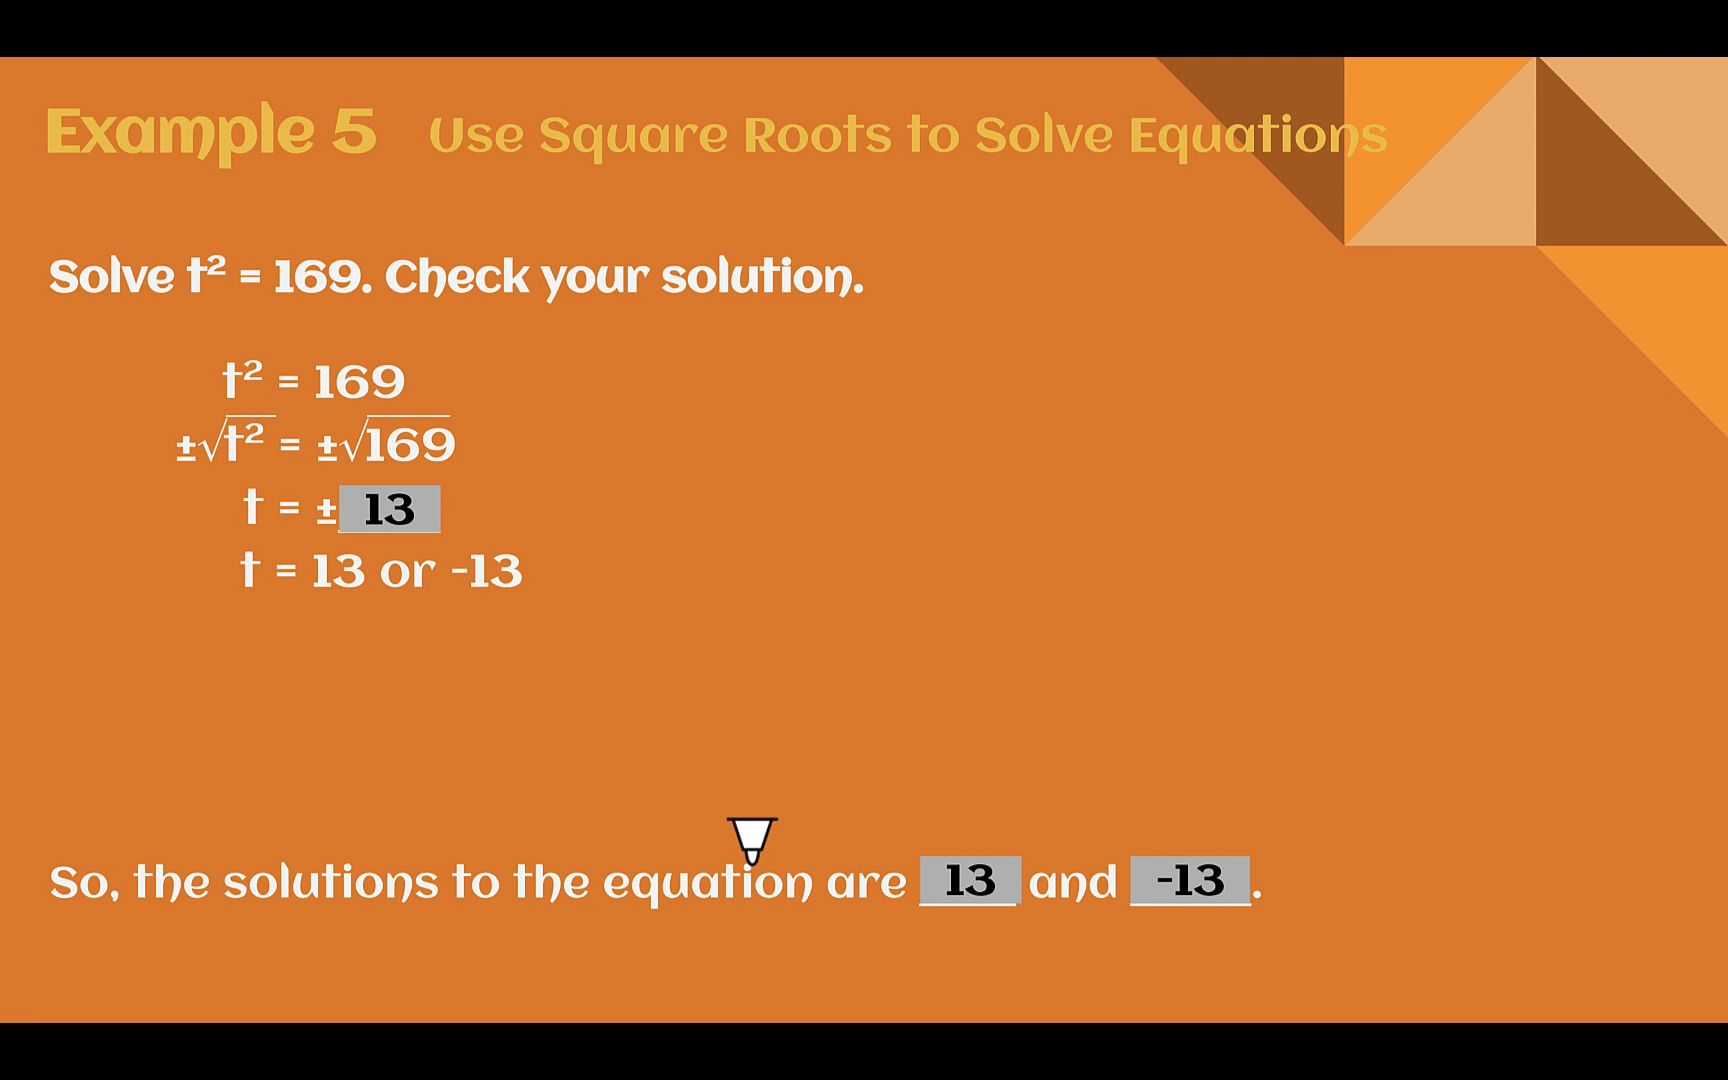 Example 5 Use Square Roots to Solve Equations
Solve t² = 169. Check your solution.
t² = 169
±√t² = ±√169
t = ±13
t = 13 or -13
So, the solutions to the equation are 13 and -13.